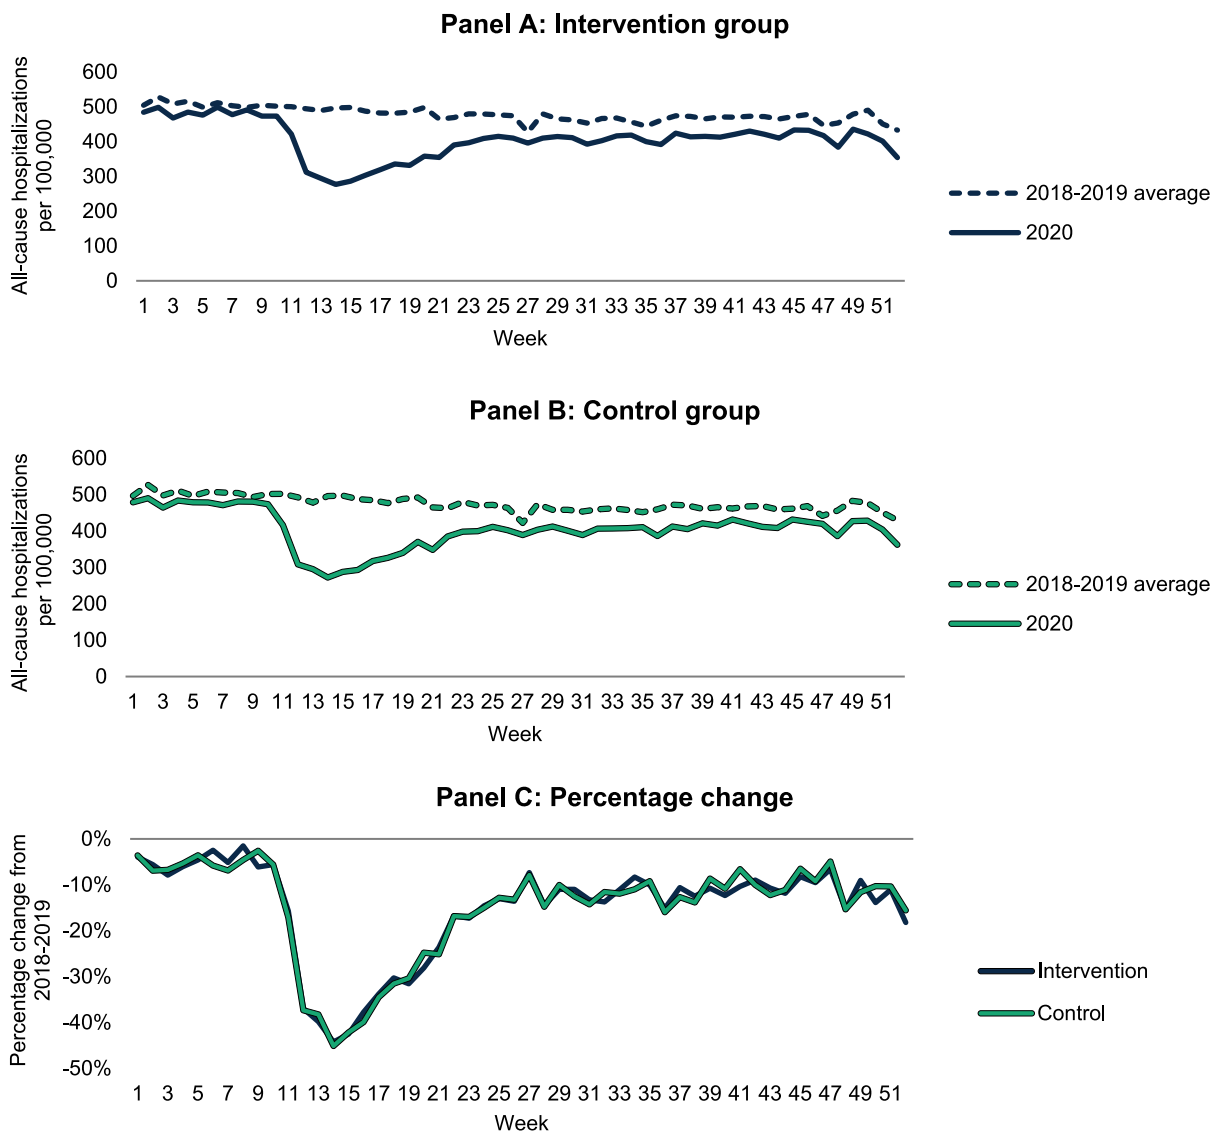 Panel A: Intervention group
All-cause hospitalizations
per 100,000
600
500
400
300
200
100
0
1 3 5 7 9 11 13 15 17 19 21 23 25 27 29 31 33 35 37 39 41 43 45 47 49 51
Week
2018-2019 average
2020
Panel B: Control group
All-cause hospitalizations
per 100,000
600
500
400
300
200
100
0
1 3 5 7 9 11 13 15 17 19 21 23 25 27 29 31 33 35 37 39 41 43 45 47 49 51
Week
2018-2019 average
2020
Panel C: Percentage change
Percentage change from
2018-2019
0%
-10%
-20%
-30%
-40%
-50%
1 3 5 7 9 11 13 15 17 19 21 23 25 27 29 31 33 35 37 39 41 43 45 47 49 51
Week
Intervention
Control